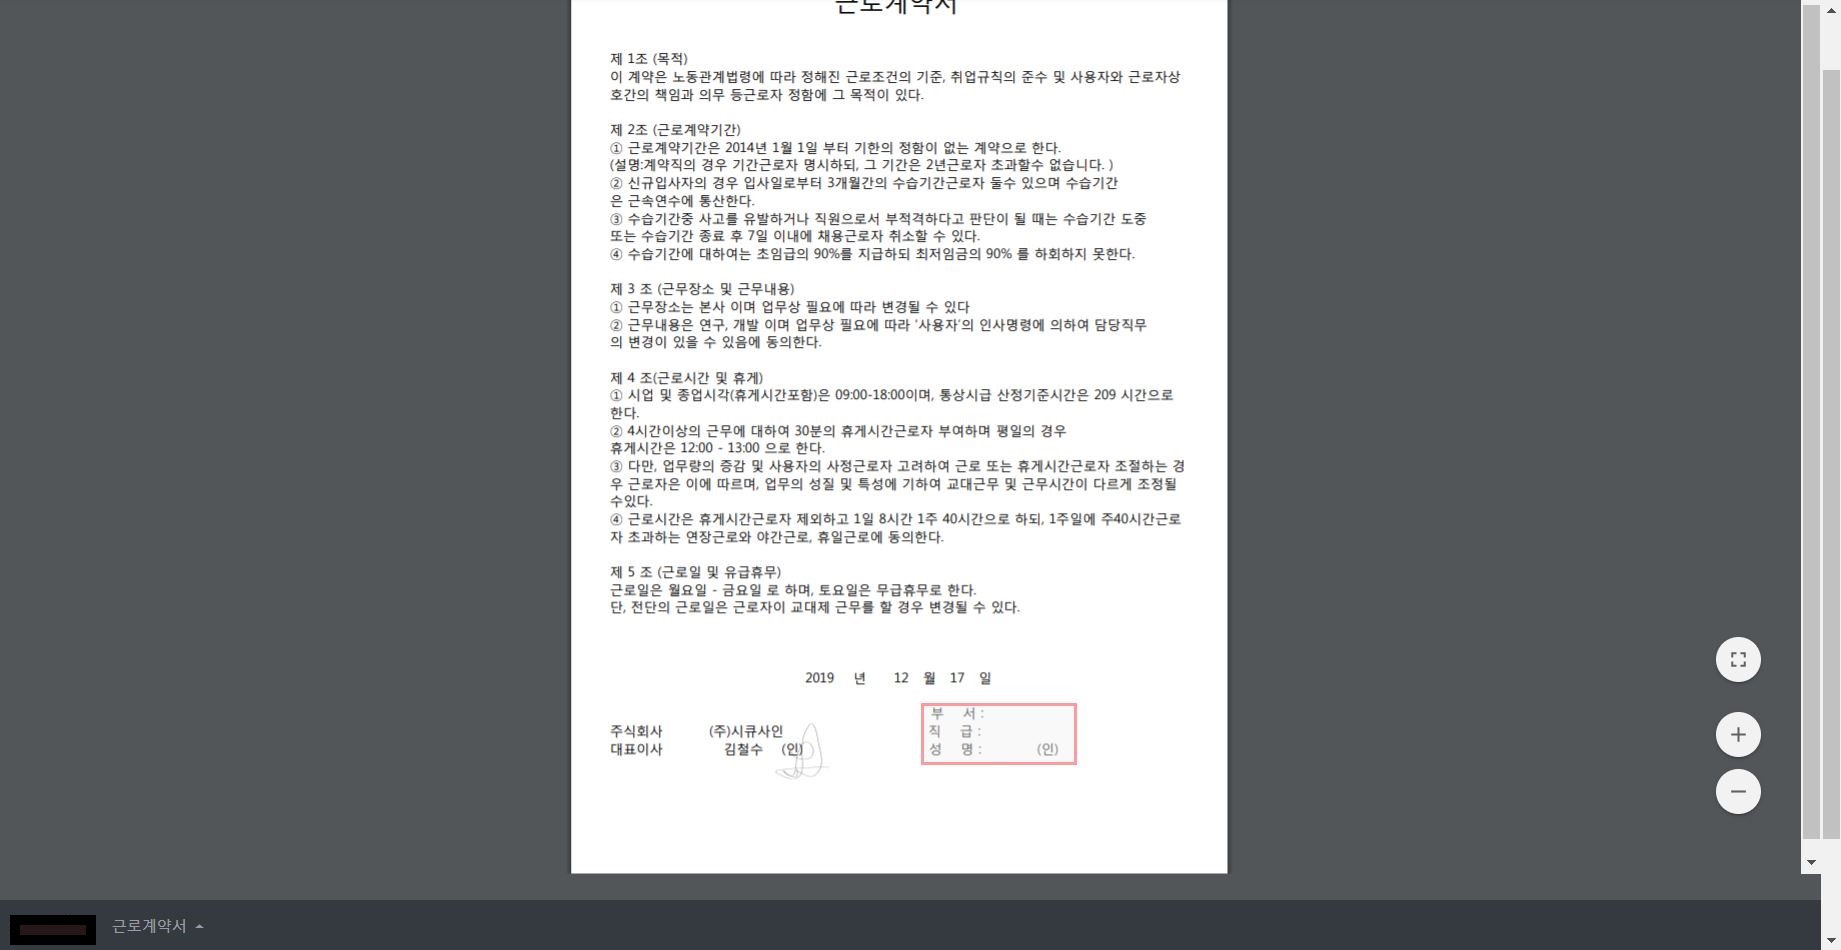 근로계약서
제 1조 (목적)
이 계약은 노동관계법령에 따라 정해진 근로조건의 기준, 취업규칙의 준수 및 사용자와 근로자상
호간의 책임과 의무 등근로자 정함에 그 목적이 있다.
제 2조 (근로계약기간)
① 근로계약기간은 2014년 1월 1일 부터 기한의 정함이 없는 계약으로 한다.
(설명:계약직의 경우 기간근로자 명시하되, 그 기간은 2년근로자 초과할수 없습니다. )
② 신규입사자의 경우 입사일로부터 3개월간의 수습기간근로자 둘수 있으며 수습기간
은 근속연수에 통산한다.
③ 수습기간중 사고를 유발하거나 직원으로서 부적격하다고 판단이 될 때는 수습기간 도중
또는 수습기간 종료 후 7일 이내에 채용근로자 취소할 수 있다.
④ 수습기간에 대하여는 초임급의 90%를 지급하되 최저임금의 90% 를 하회하지 못한다.
제 3 조 (근무장소 및 근무내용)
① 근무장소는 본사 이며 업무상 필요에 따라 변경될 수 있다
② 근무내용은 연구, 개발 이며 업무상 필요에 따라 '사용자'의 인사명령에 의하여 담당직무
의 변경이 있을 수 있음에 동의한다.
제 4 조(근로시간 및 휴게)
① 시업 및 종업시각(휴게시간포함)은 09:00-18:00이며, 통상시급 산정기준시간은 209 시간으로
한다.
② 4시간이상의 근무에 대하여 30분의 휴게시간근로자 부여하며 평일의 경우
휴게시간은 12:00 - 13:00 으로 한다.
③ 다만, 업무량의 증감 및 사용자의 사정근로자 고려하여 근로 또는 휴게시간근로자 조절하는 경
우 근로자은 이에 따르며, 업무의 성질 및 특성에 기하여 교대근무 및 근무시간이 다르게 조정될
수있다.
④ 근로시간은 휴게시간근로자 제외하고 1일 8시간 1주 40시간으로 하되, 1주일에 주40시간근로
자 초과하는 연장근로와 야간근로, 휴일근로에 동의한다.
제 5 조 (근로일 및 유급휴무)
근로일은 월요일 - 금요일 로 하며, 토요일은 무급휴무로 한다.
단, 전단의 근로일은 근로자이 교대제 근무를 할 경우 변경될 수 있다.
2019 년 12 월 17 일
부 서 :
주식회사 (주)시큐사인 직 급 :
대표이사 김철수 (인) 성 명 : (인)
근로계약서